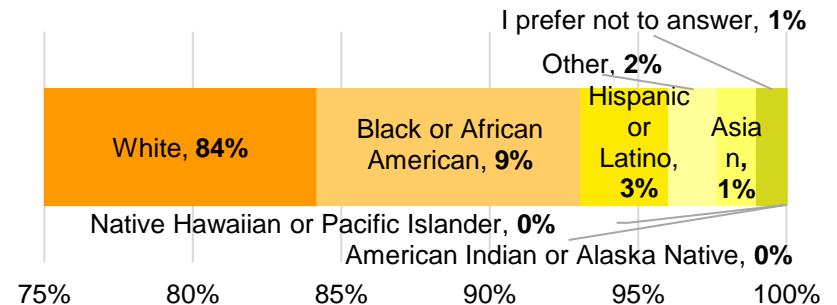 I prefer not to answer, 1%
Other, 2%
White, 84%
Black or African
American, 9%
Hispanic
or
Latino,
3%
Asia
n,
1%
Native Hawaiian or Pacific Islander, 0%
American Indian or Alaska Native, 0%
75%
80%
85%
90%
95%
100%